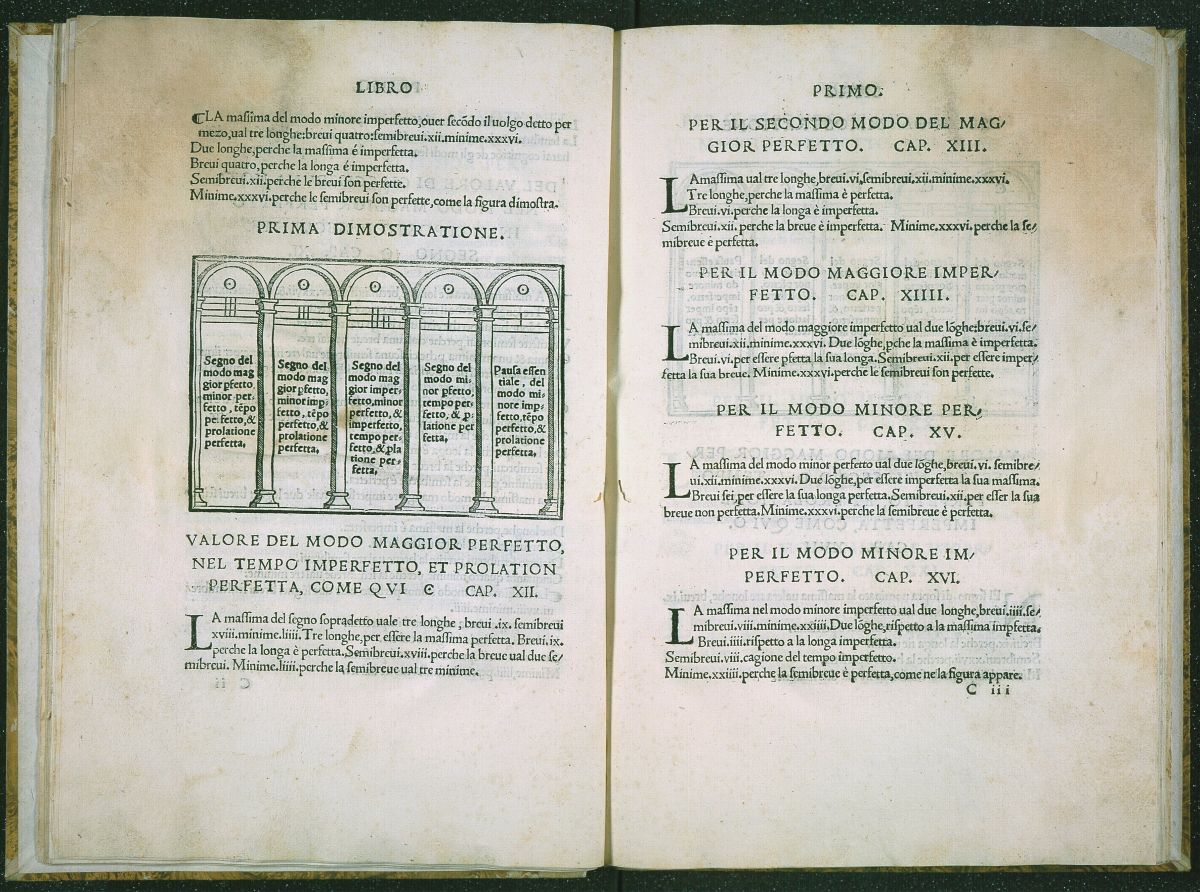 LIBRO
¶LA massima del modo minore imperfetto,ouer secõdo il uolgo detto per
mezo,ual tre longhe:breui quatro:semibreui.xii.minime.xxxvi.
Due longhe,perche la massima é imperfetta.
Breui quatro,perche la longa é imperfetta.
Semibreui.xii.perche le breui son perfette.
Minime.xxxvi.perche le semibreui son perfette,come la figura dimostra.
PRIMA DIMOSTRATIONE.
Segno del
modo mag
gior pfetto,
minor per-
fetto, tẽpo
perfetto,&
prolatione
perfetta,
Segno del
modo mag
gior pfetto,
minor imp-
fetto, tẽpo
perfetto,&
prolatione
perfetta.
Segno del
modo mag
gior imper-
fetto,minor
perfetto, &
imperfetto,
tempo per-
fetto,& pla
tione per-
fetta,
Segno del
modo mi-
nor pfetto,
tempo per-
fetto, & p-
latione per
fetta,
Pausa essen
tiale , del
modo mi-
nore imp-
fetto,tẽpo
perfetto,&
prolatione
perfetta,
VALORE DEL MODO MAGGIOR PERFETTO,
NEL TEMPO IMPERFETTO, ET PROLATION
PERFETTA, COME QVI C CAP. XII.
LA massima del segno sopradetto uale tre longhe , breui .ix. semibreui
xviii.minime.liiii. Tre longhe,per essere la massima perfetta. Breui.ix.
perche la longa è perfetta.Semibreui.xviii.perche la breue ual due se/
mibreui. Minime.liiii.perche la semibreue ual tre minime.
PRIMO.
PER IL SECONDO MODO DEL MAG/
GIOR PERFETTO. CAP. XIII.
LA massima ual tre longhe,breui.vi,semibreui.xii.minime.xxxvi.
Tre longhe,perche la massima è perfetta.
Breui.vi.perche la longa è imperfetta.
Semibreui.xii. perche la breue è imperfetta. Minime.xxxvi.perche la se/
mibreue è perfetta.
PER IL MODO MAGGIORE IMPER/
FETTO. CAP. XIIII.
LA massima del modo maggiore imperfetto ual due lõghe:breui.vi.se/
mibreui.xii.minime.xxxvi. Due lõghe,pche la massima è imperfetta.
Breui.vi.per essere pfetta la sua longa.Semibreui.xii.per essere imper/
fetta la sua breue. Minime.xxxvi.perche le semibreui son perfette.
PER IL MODO MINORE PER/
FETTO. CAP. XV.
LA massima del modo minor perfetto ual due lõghe,breui.vi. semibre/
ui.xii.minime.xxxvi. Due lõghe,per essere imperfetta la sua massima.
Breui sei,per essere la sua longa perfetta.Semibreui.xii.per esser la sua
breue non perfetta.Minime.xxxvi.perche la semibreue è perfetta.
PER IL MODO MINORE IM/
PERFETTO. CAP. XVI.
LA massima nel modo minore imperfetto ual due longhe,breui.iiii.se/
mibreui.viii.minime.xxiiii.Due lõghe,rispetto a la massima impfetta.
Breui.iiii.rispetto a la longa imperfetta.
Semibreui.viii.cagione del tempo imperfetto.
Minime.xxiiii.perche la semibreue è perfetta,come ne la figura appare.
C iii